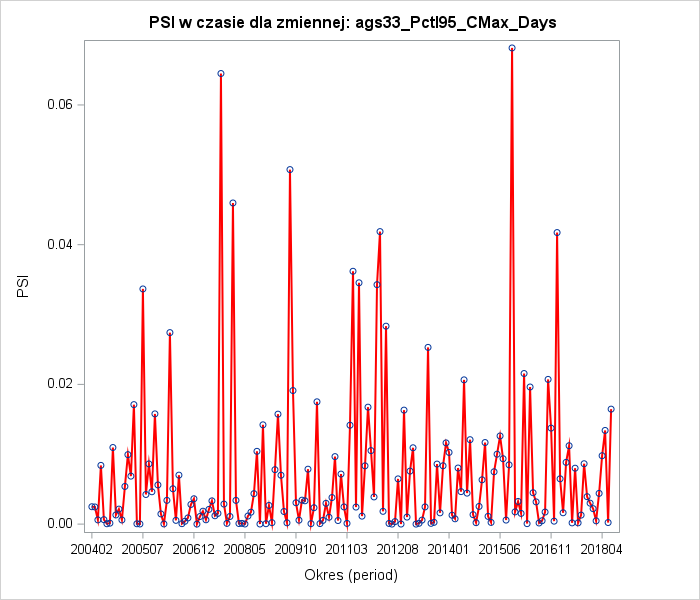 PSI w czasie dla zmiennej: ags33_Pctl95_CMax_Days
0.06
0.04
0.02
0.00
PSI
200402 200507 200612 200805 200910 201103 201208 201401 201506 201611 201804
Okres (period)